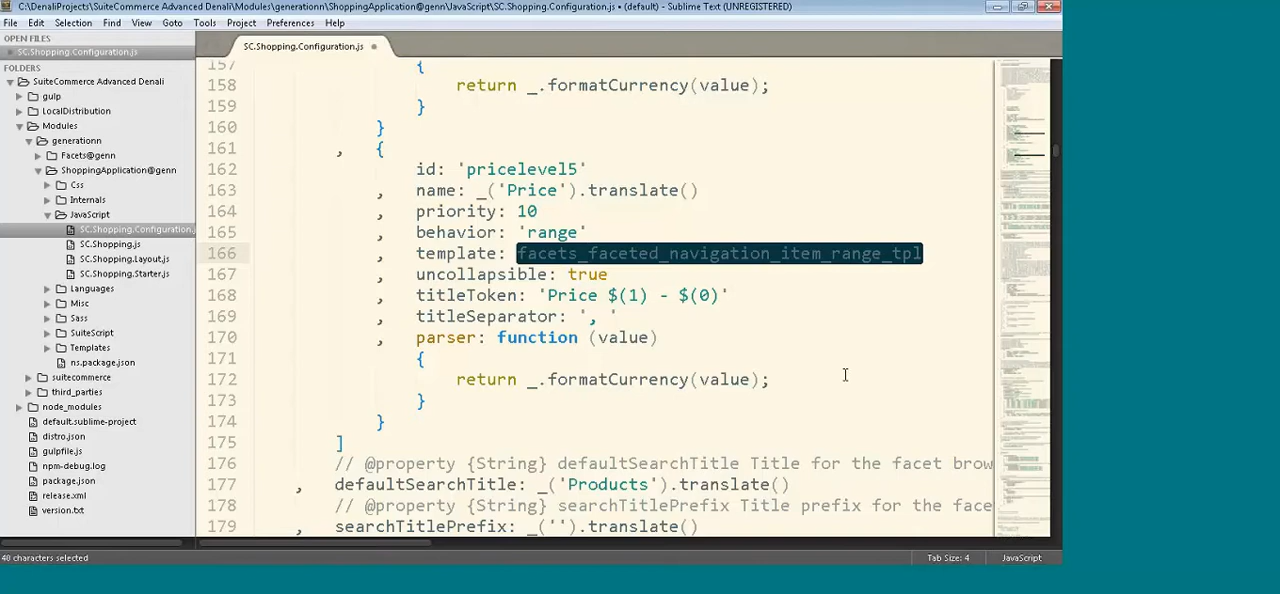 C:\DenaliProjects\SuiteCommerce Advanced Denali\Modules\generationn\ShoppingApplication@genn\JavaScript\SC.Shopping.Configuration.js • (default) - Sublime Text (UNREGISTERED)
File Edit Selection Find View Goto Tools Project Preferences Help
OPEN FILES
SC.Shopping.Configuration.js
FOLDERS
SuiteCommerce Advanced Denali
gulp
LocalDistribution
Modules
generationn
Facets@genn
ShoppingApplication@genn
Css
Internals
JavaScript
SC.Shopping.Configuration.
SC.Shopping.js
SC.Shopping.Layout.js
SC.Shopping.Starter.js
Languages
Misc
Sass
SuiteScript
Templates
ns.package.json
suitecommerce
third_parties
node_modules
default.sublime-project
distro.json
gulpfile.js
npm-debug.log
package.json
release.xml
version.txt
SC.Shopping.Configuration.js
157 {
158 return _.formatCurrency(value);
159 }
160 }
161 , {
162 id: 'pricelevel5'
163 , name: _('Price').translate()
164 , priority: 10
165 , behavior: 'range'
166 , template: facets_faceted_navigation_item_range_tpl
167 , uncollapsible: true
168 , titleToken: 'Price $(1) - $(0)'
169 , titleSeparator: ', '
170 , parser: function (value)
171 {
172 return _.formatCurrency(value);
173 }
174 }
175 ]
176 // @property {String} defaultSearchTitle Title for the facet brow
177 , defaultSearchTitle: _('Products').translate()
178 // @property {String} searchTitlePrefix Title prefix for the face
179 , searchTitlePrefix: _('').translate()
40 characters selected
Tab Size: 4
JavaScript